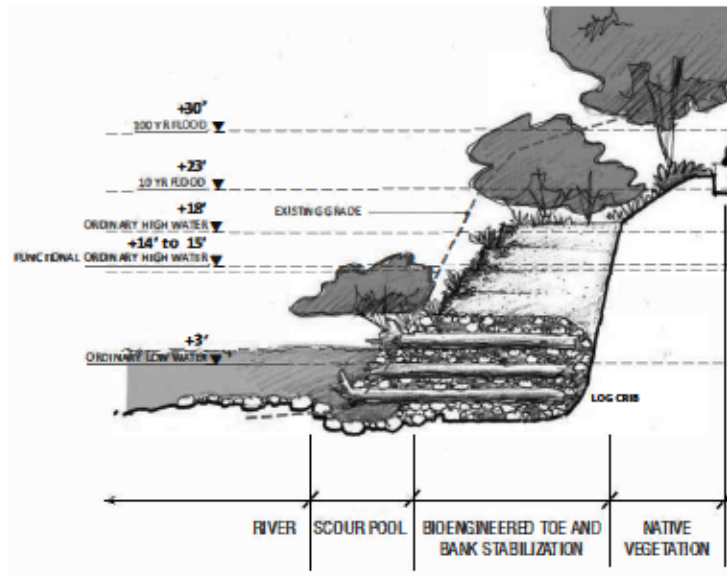 +30'
100 YR FLOOD
+23'
10 YR FLOOD
+18'
EXISTING GRADE
ORDINARY HIGH WATER
+14' to 15'
FUNCTIONAL ORDINARY HIGH WATER
+3'
ORDINARY LOW WATER
LOG CRIB
RIVER
SCOUR POOL
BIOENGINEERED TOE AND
BANK STABILIZATION
NATIVE
VEGETATION